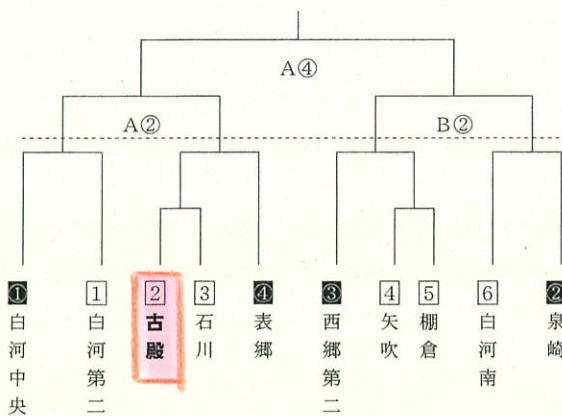 A④
A②
B②
❶白河中央
1白河第二
2古殿
3石川
❹表郷
❸西郷第二
4矢吹
5棚倉
6白河南
❷泉崎